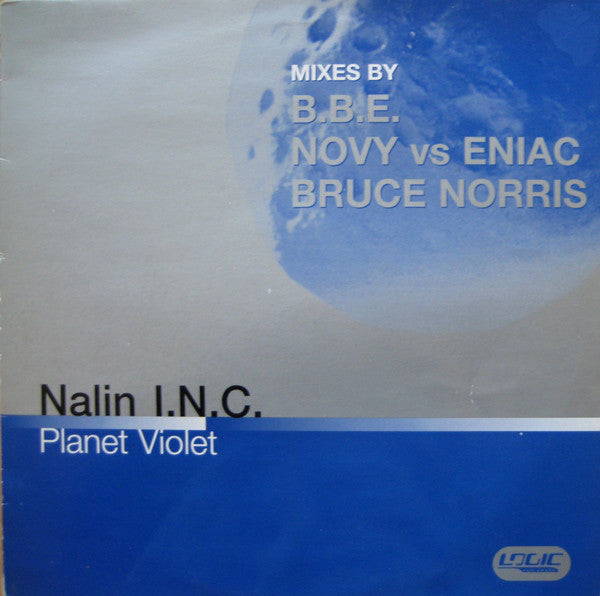 MIXES BY
B.B.E.
NOVY vs ENIAC
BRUCE NORRIS
Nalin I.N.C.
Planet Violet
LOGIC